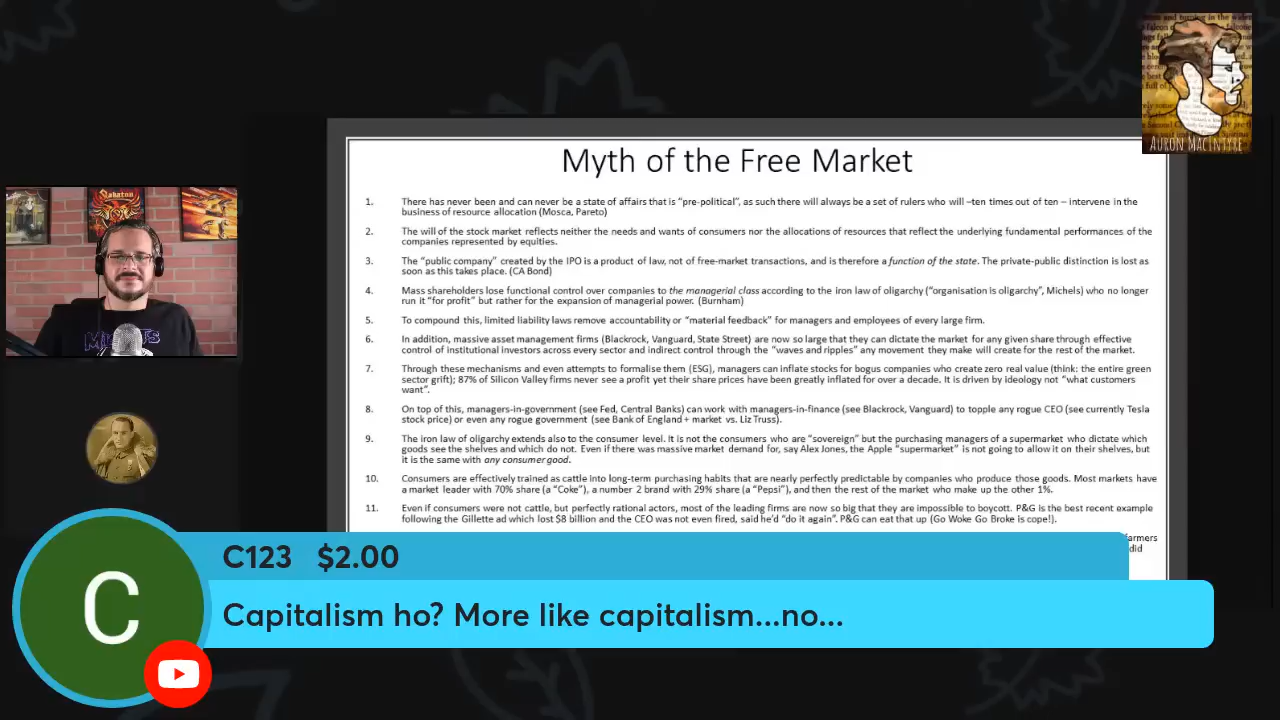 AURON MACINTYRE
Sabaton
Myth of the Free Market
1. There has never been and can never be a state of affairs that is “pre-political”, as such there will always be a set of rulers who will –ten times out of ten – intervene in the
business of resource allocation (Mosca, Pareto)
2. The will of the stock market reflects neither the needs and wants of consumers nor the allocations of resources that reflect the underlying fundamental performances of the
companies represented by equities.
3. The “public company” created by the IPO is a product of law, not of free-market transactions, and is therefore a function of the state. The private-public distinction is lost as
soon as this takes place. (CA Bond)
4. Mass shareholders lose functional control over companies to the managerial class according to the iron law of oligarchy (“organisation is oligarchy”, Michels) who no longer
run it “for profit” but rather for the expansion of managerial power. (Burnham)
5. To compound this, limited liability laws remove accountability or “material feedback” for managers and employees of every large firm.
6. In addition, massive asset management firms (Blackrock, Vanguard, State Street) are now so large that they can dictate the market for any given share through effective
control of institutional investors across every sector and indirect control through the “waves and ripples” any movement they make will create for the rest of the market.
7. Through these mechanisms and even attempts to formalise them (ESG), managers can inflate stocks for bogus companies who create zero real value (think: the entire green
sector grift); 87% of Silicon Valley firms never see a profit yet their share prices have been greatly inflated for over a decade. It is driven by ideology not “what customers
want”.
8. On top of this, managers-in-government (see Fed, Central Banks) can work with managers-in-finance (see Blackrock, Vanguard) to topple any rogue CEO (see currently Tesla
stock price) or even any rogue government (see Bank of England + market vs. Liz Truss).
9. The iron law of oligarchy extends also to the consumer level. It is not the consumers who are “sovereign” but the purchasing managers of a supermarket who dictate which
goods see the shelves and which do not. Even if there was massive market demand for, say Alex Jones, the Apple “supermarket” is not going to allow it on their shelves, but
it is the same with any consumer good.
10. Consumers are effectively trained as cattle into long-term purchasing habits that are nearly perfectly predictable by companies who produce those goods. Most markets have
a market leader with 70% share (a “Coke”), a number 2 brand with 29% share (a “Pepsi”), and then the rest of the market who make up the other 1%.
11. Even if consumers were not cattle, but perfectly rational actors, most of the leading firms are now so big that they are impossible to boycott. P&G is the best recent example
following the Gillette ad which lost $8 billion and the CEO was not even fired, said he’d “do it again”. P&G can eat that up (Go Woke Go Broke is cope!).
farmers
did
C
C123 $2.00
Capitalism ho? More like capitalism...no...